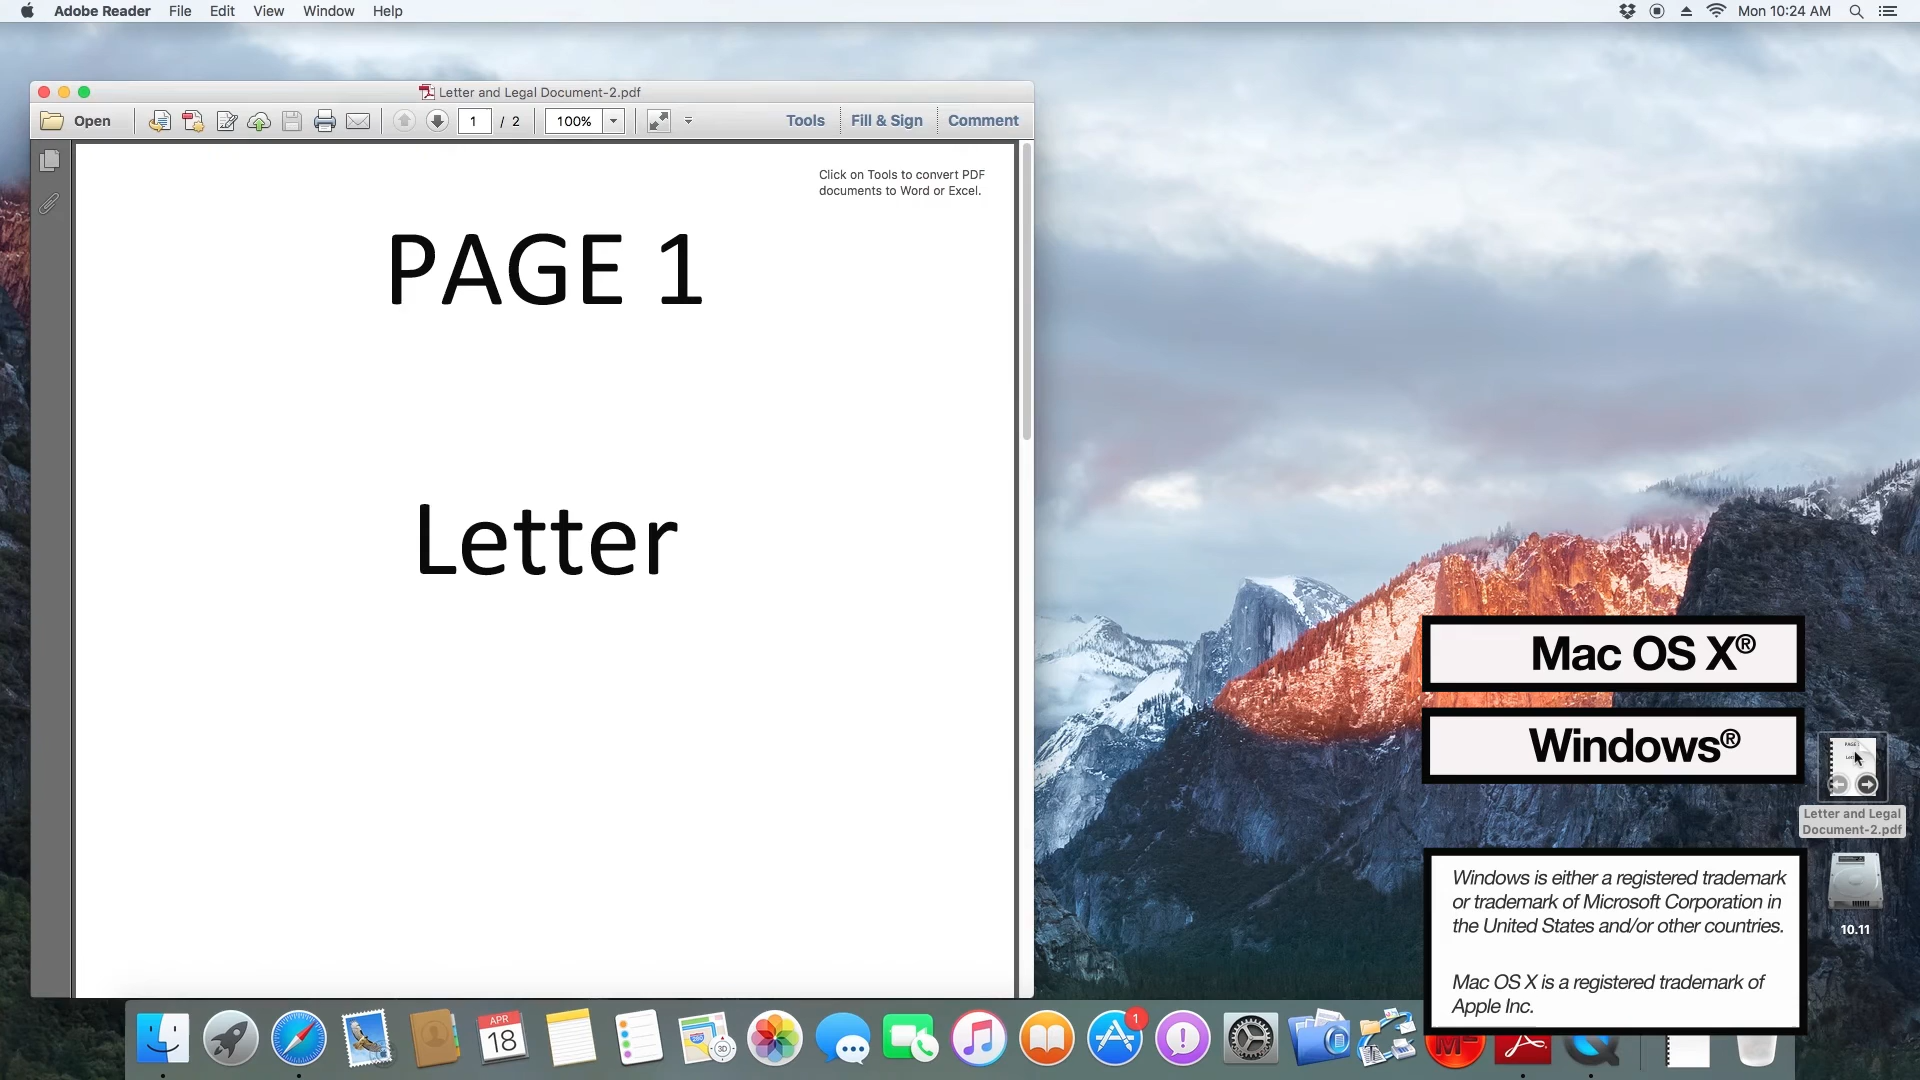 Adobe Reader File Edit View Window Help Mon 10:24 AM
Letter and Legal Document-2.pdf
Open 1 / 2 100% Tools Fill & Sign Comment
Click on Tools to convert PDF
documents to Word or Excel.
PAGE 1
Letter
Mac OS X®
Windows®
PAGE
Letter and Legal
Document-2.pdf
Windows is either a registered trademark
or trademark of Microsoft Corporation in
the United States and/or other countries.
Mac OS X is a registered trademark of
Apple Inc.
10.11
APR
18
280
3D
1